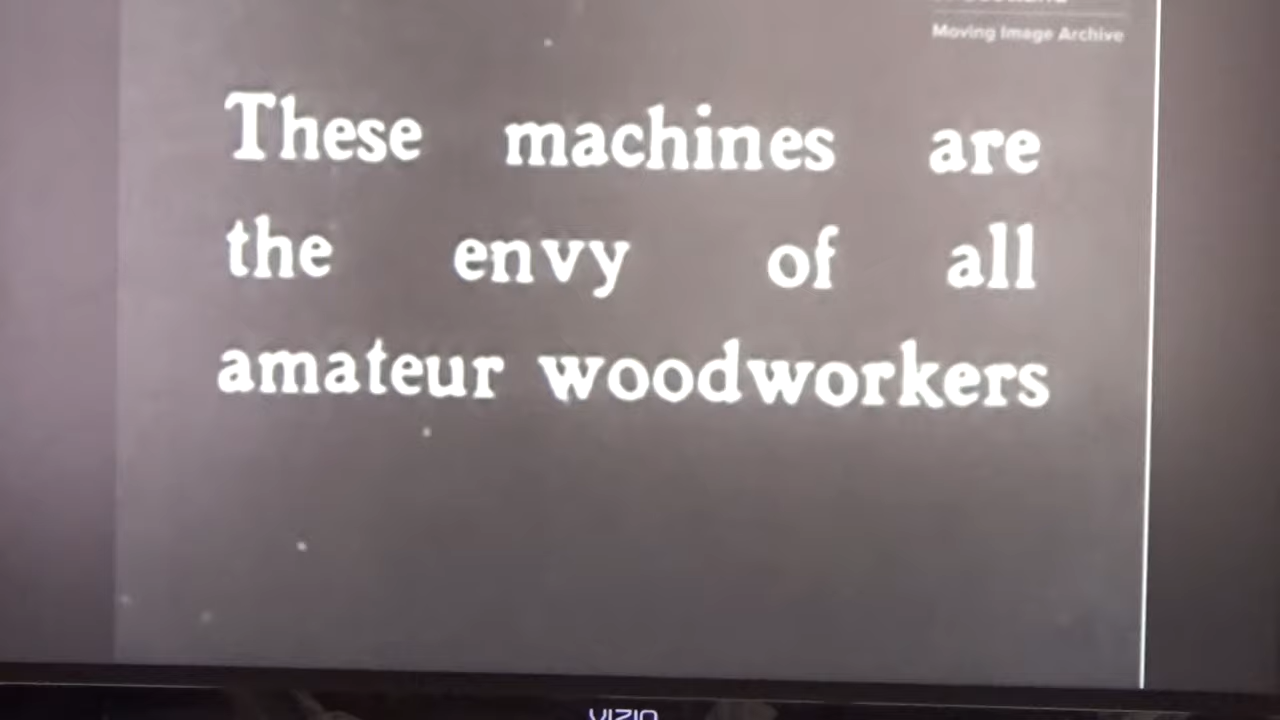 Moving Image Archive
These machines are
the envy of all
amateur woodworkers
VIZIO